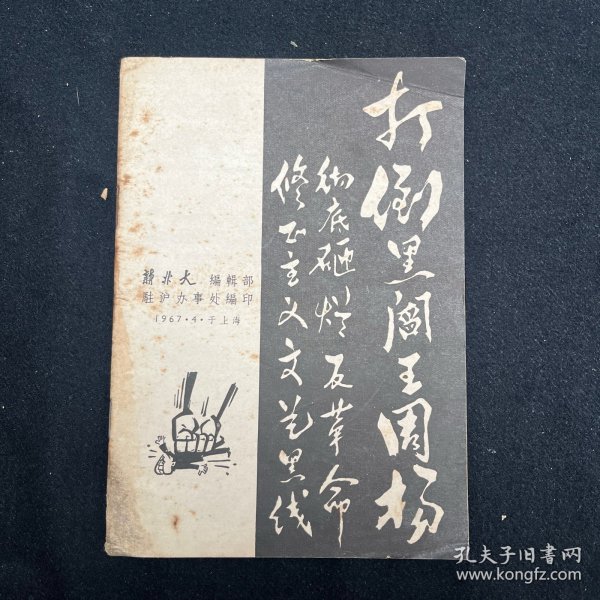 打倒黑阎王周扬
彻底砸烂反革命
修正主义文艺黑线
新北大 编辑部
駐沪办事处编印
1967·4·于上海
孔夫子旧书网
www.kongfz.com